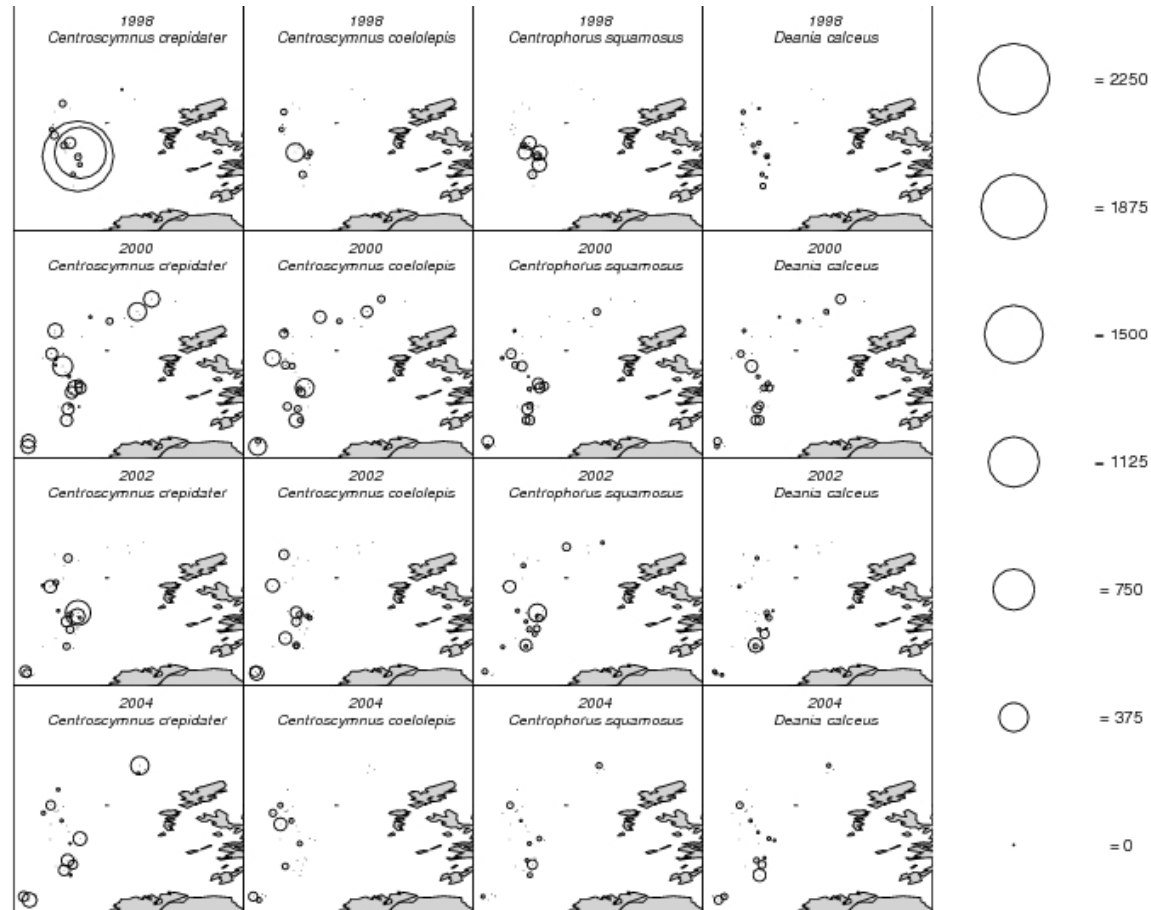 1998
Centroscymnus crepidater
1998
Centroscymnus coelolepis
1998
Centrophorus squamosus
1998
Deania calceus
2000
Centroscymnus crepidater
2000
Centroscymnus coelolepis
2000
Centrophorus squamosus
2000
Deania calceus
2002
Centroscymnus crepidater
2002
Centroscymnus coelolepis
2002
Centrophorus squamosus
2002
Deania calceus
2004
Centroscymnus crepidater
2004
Centroscymnus coelolepis
2004
Centrophorus squamosus
2004
Deania calceus
= 2250
= 1875
= 1500
= 1125
= 750
= 375
= 0